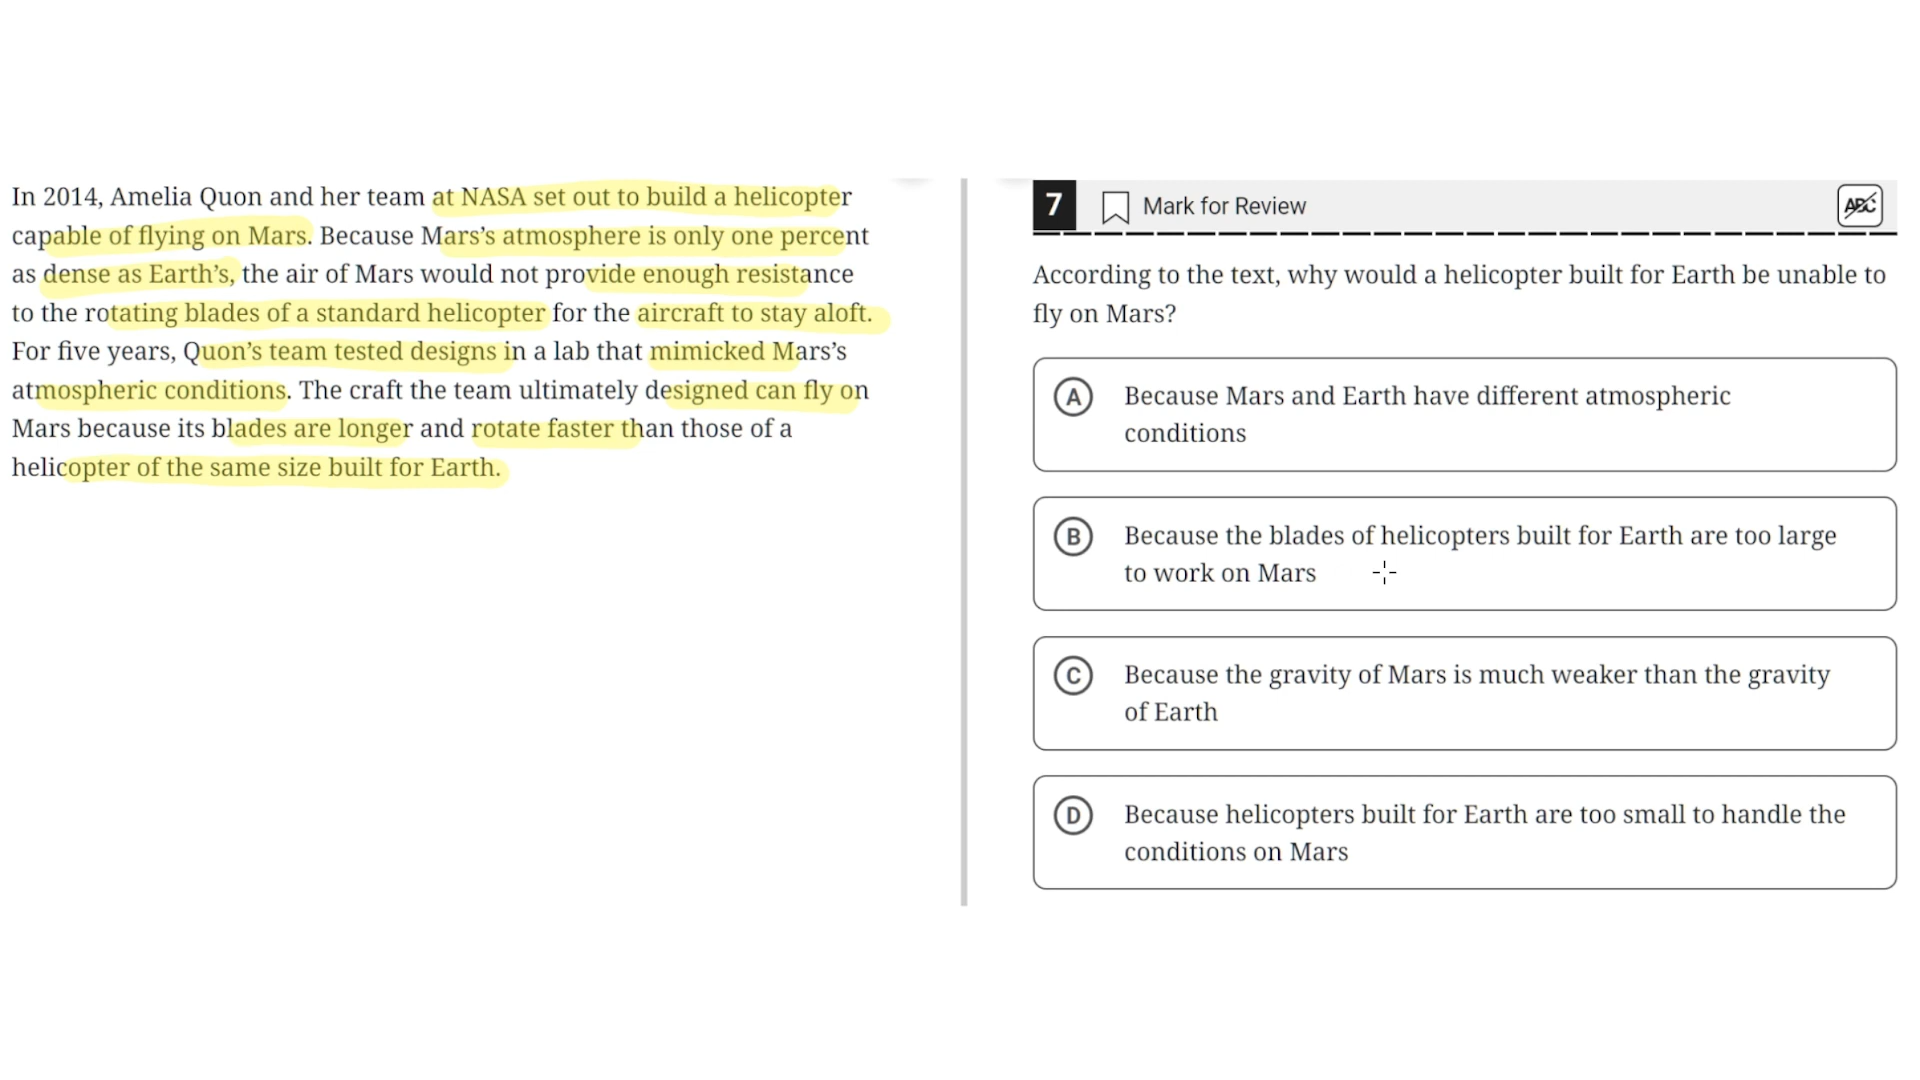 In 2014, Amelia Quon and her team at NASA set out to build a helicopter
capable of flying on Mars. Because Mars’s atmosphere is only one percent
as dense as Earth’s, the air of Mars would not provide enough resistance
to the rotating blades of a standard helicopter for the aircraft to stay aloft.
For five years, Quon’s team tested designs in a lab that mimicked Mars’s
atmospheric conditions. The craft the team ultimately designed can fly on
Mars because its blades are longer and rotate faster than those of a
helicopter of the same size built for Earth.
7 Mark for Review ABC
According to the text, why would a helicopter built for Earth be unable to
fly on Mars?
A Because Mars and Earth have different atmospheric
conditions
B Because the blades of helicopters built for Earth are too large
to work on Mars
C Because the gravity of Mars is much weaker than the gravity
of Earth
D Because helicopters built for Earth are too small to handle the
conditions on Mars